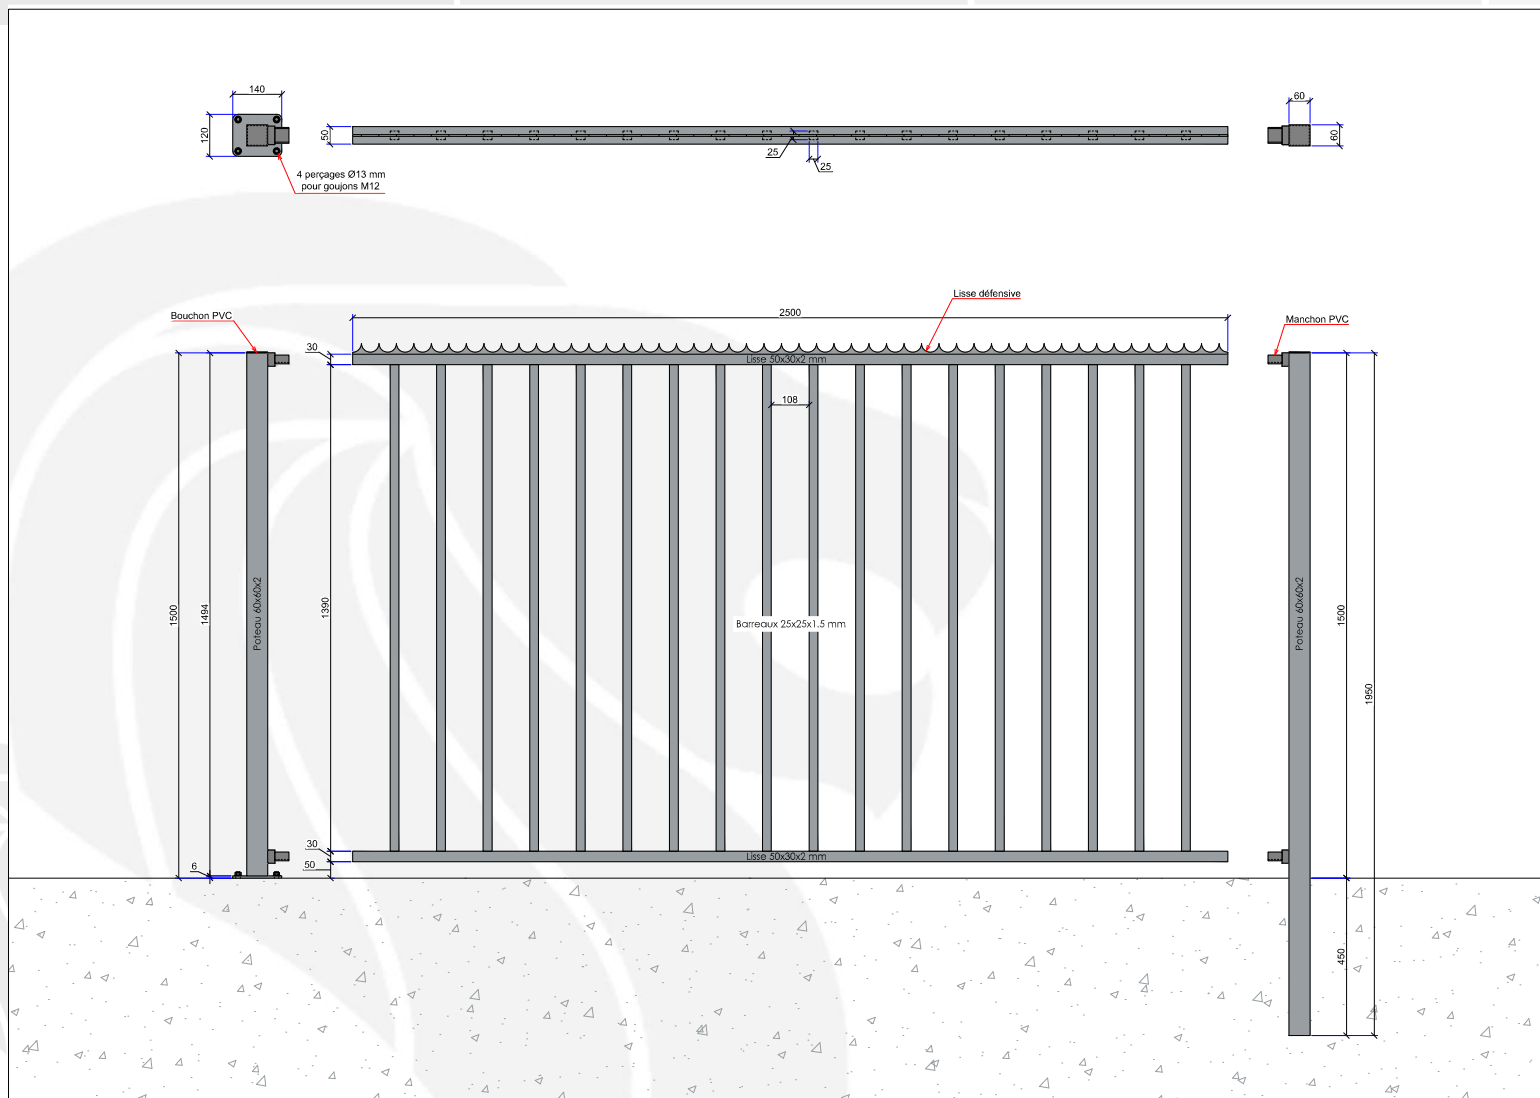 140
120
4 perçages Ø13 mm
pour goujons M12
50
25
25
60
60
Lisse défensive
2500
Bouchon PVC
Manchon PVC
30
Lisse 50x30x2 mm
108
1500
1494
Poteau 60x60x2
1390
Barreaux 25x25x1.5 mm
Poteau 60x60x2
1500
1950
30
Lisse 50x30x2 mm
50
6
450